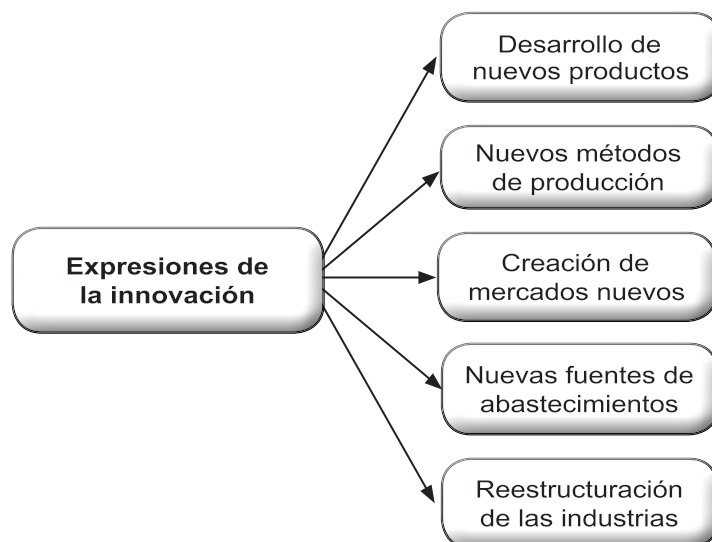 Desarrollo de
nuevos productos
Nuevos métodos
de producción
Expresiones de
la innovación
Creación de
mercados nuevos
Nuevas fuentes de
abastecimientos
Reestructuración
de las industrias